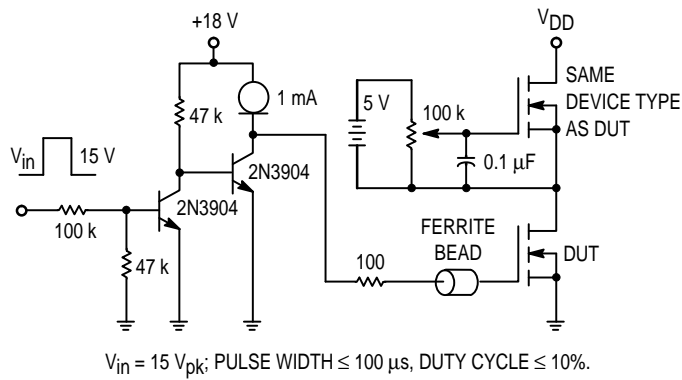 +18 V
V_DD
1 mA
SAME
DEVICE TYPE
AS DUT
47 k
5 V
100 k
V_in
15 V
0.1 μF
2N3904
2N3904
100 k
47 k
FERRITE
BEAD
DUT
100
V_in = 15 V_pk; PULSE WIDTH ≤ 100 μs, DUTY CYCLE ≤ 10%.